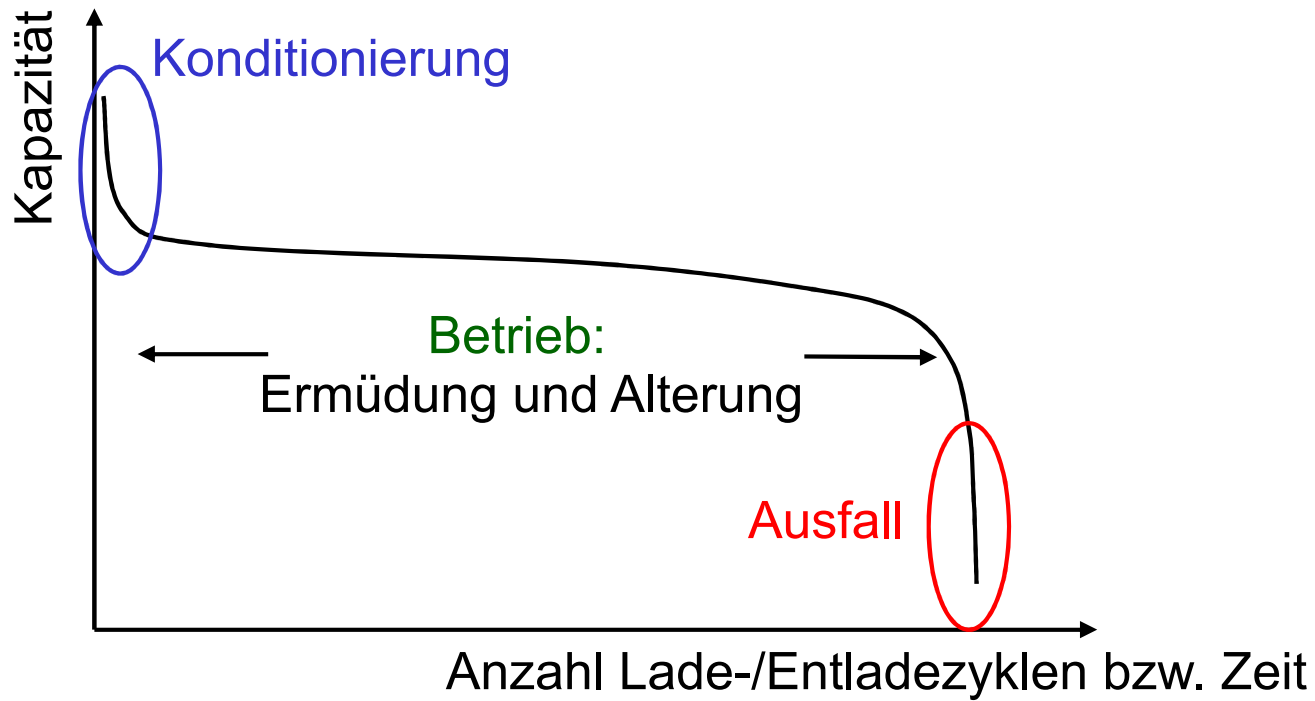 Kapazität
Konditionierung
Betrieb:
Ermüdung und Alterung
Ausfall
Anzahl Lade-/Entladezyklen bzw. Zeit